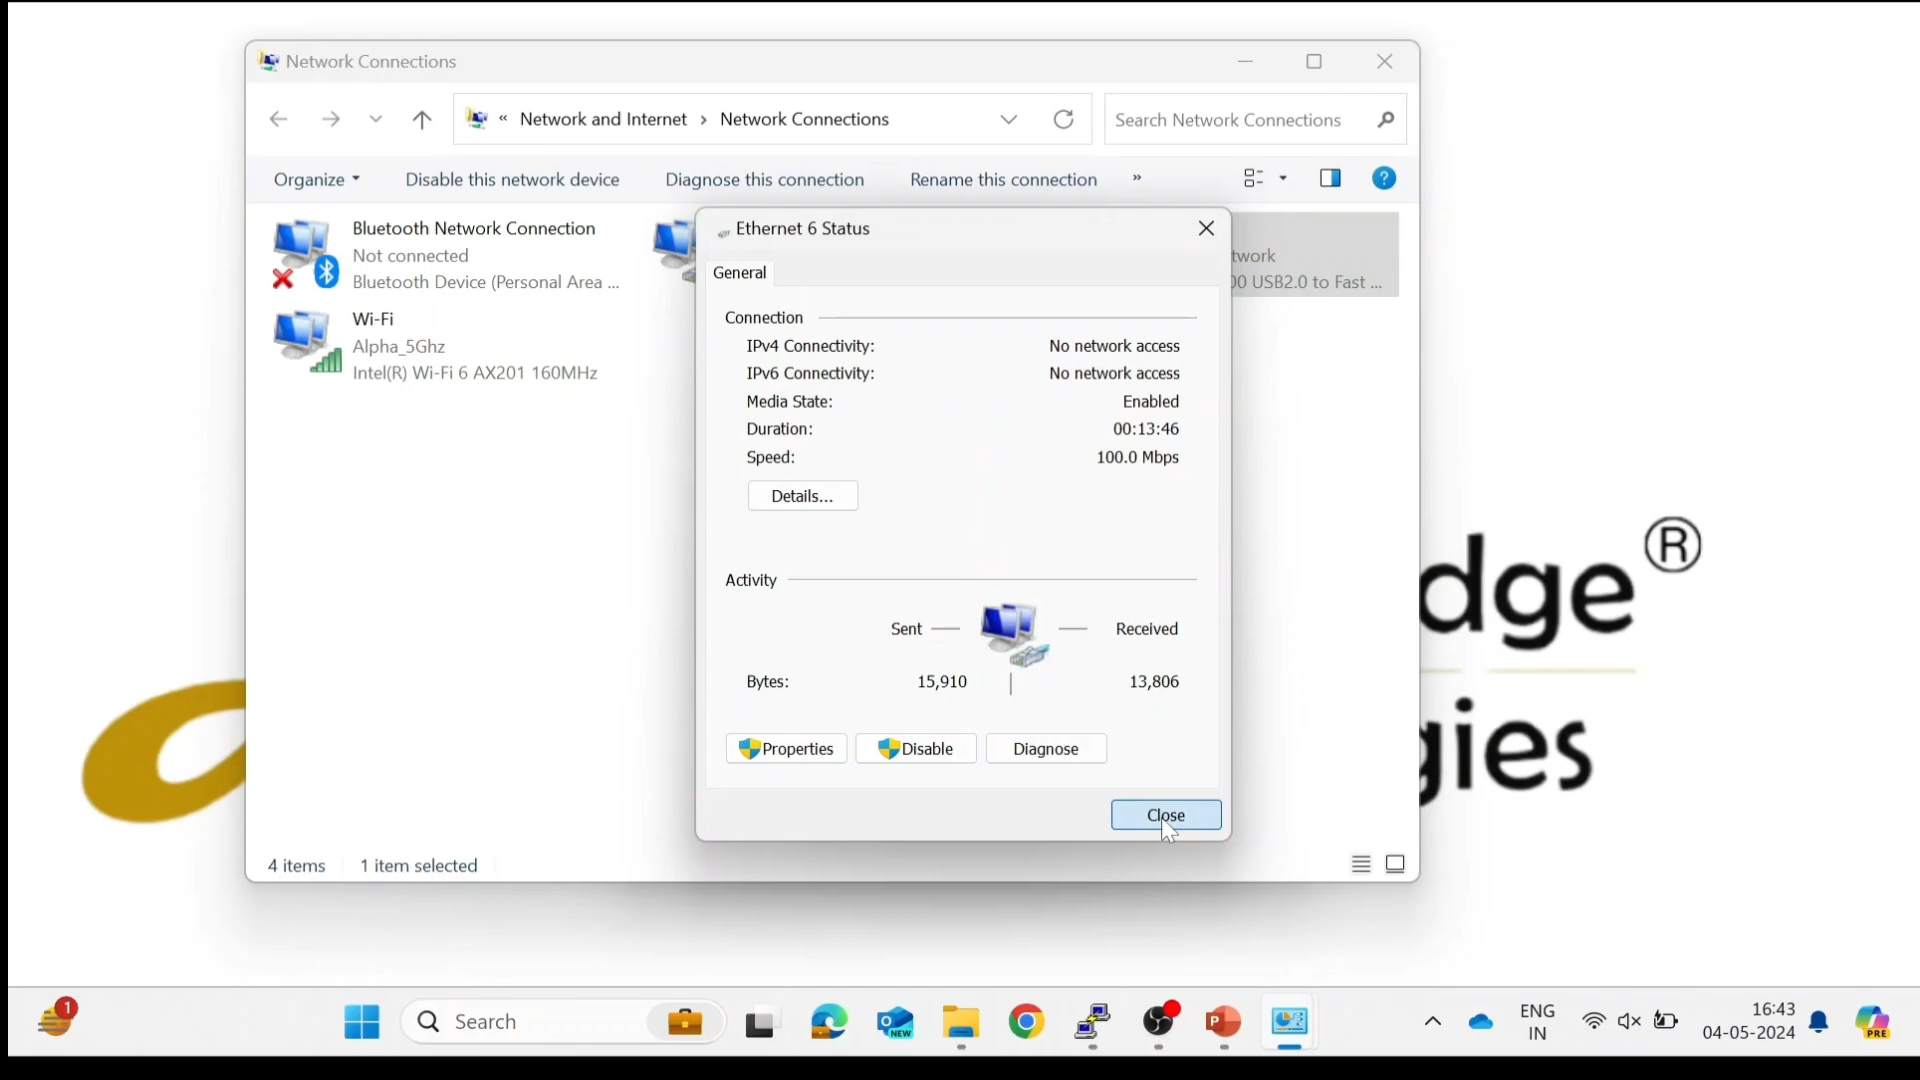 Network Connections
« Network and Internet › Network Connections
Search Network Connections
Organize
Disable this network device
Diagnose this connection
Rename this connection
»
?
Bluetooth Network Connection
Not connected
Bluetooth Device (Personal Area ...
Wi-Fi
Alpha_5Ghz
Intel(R) Wi-Fi 6 AX201 160MHz
twork
00 USB2.0 to Fast ...
Ethernet 6 Status
General
Connection
IPv4 Connectivity: No network access
IPv6 Connectivity: No network access
Media State: Enabled
Duration: 00:13:46
Speed: 100.0 Mbps
Details...
Activity
Sent — — Received
Bytes: 15,910 | 13,806
Properties
Disable
Diagnose
Close
4 items
1 item selected
dge®
gies
1
Search
NEW
P
ENG
IN
16:43
04-05-2024
PRE